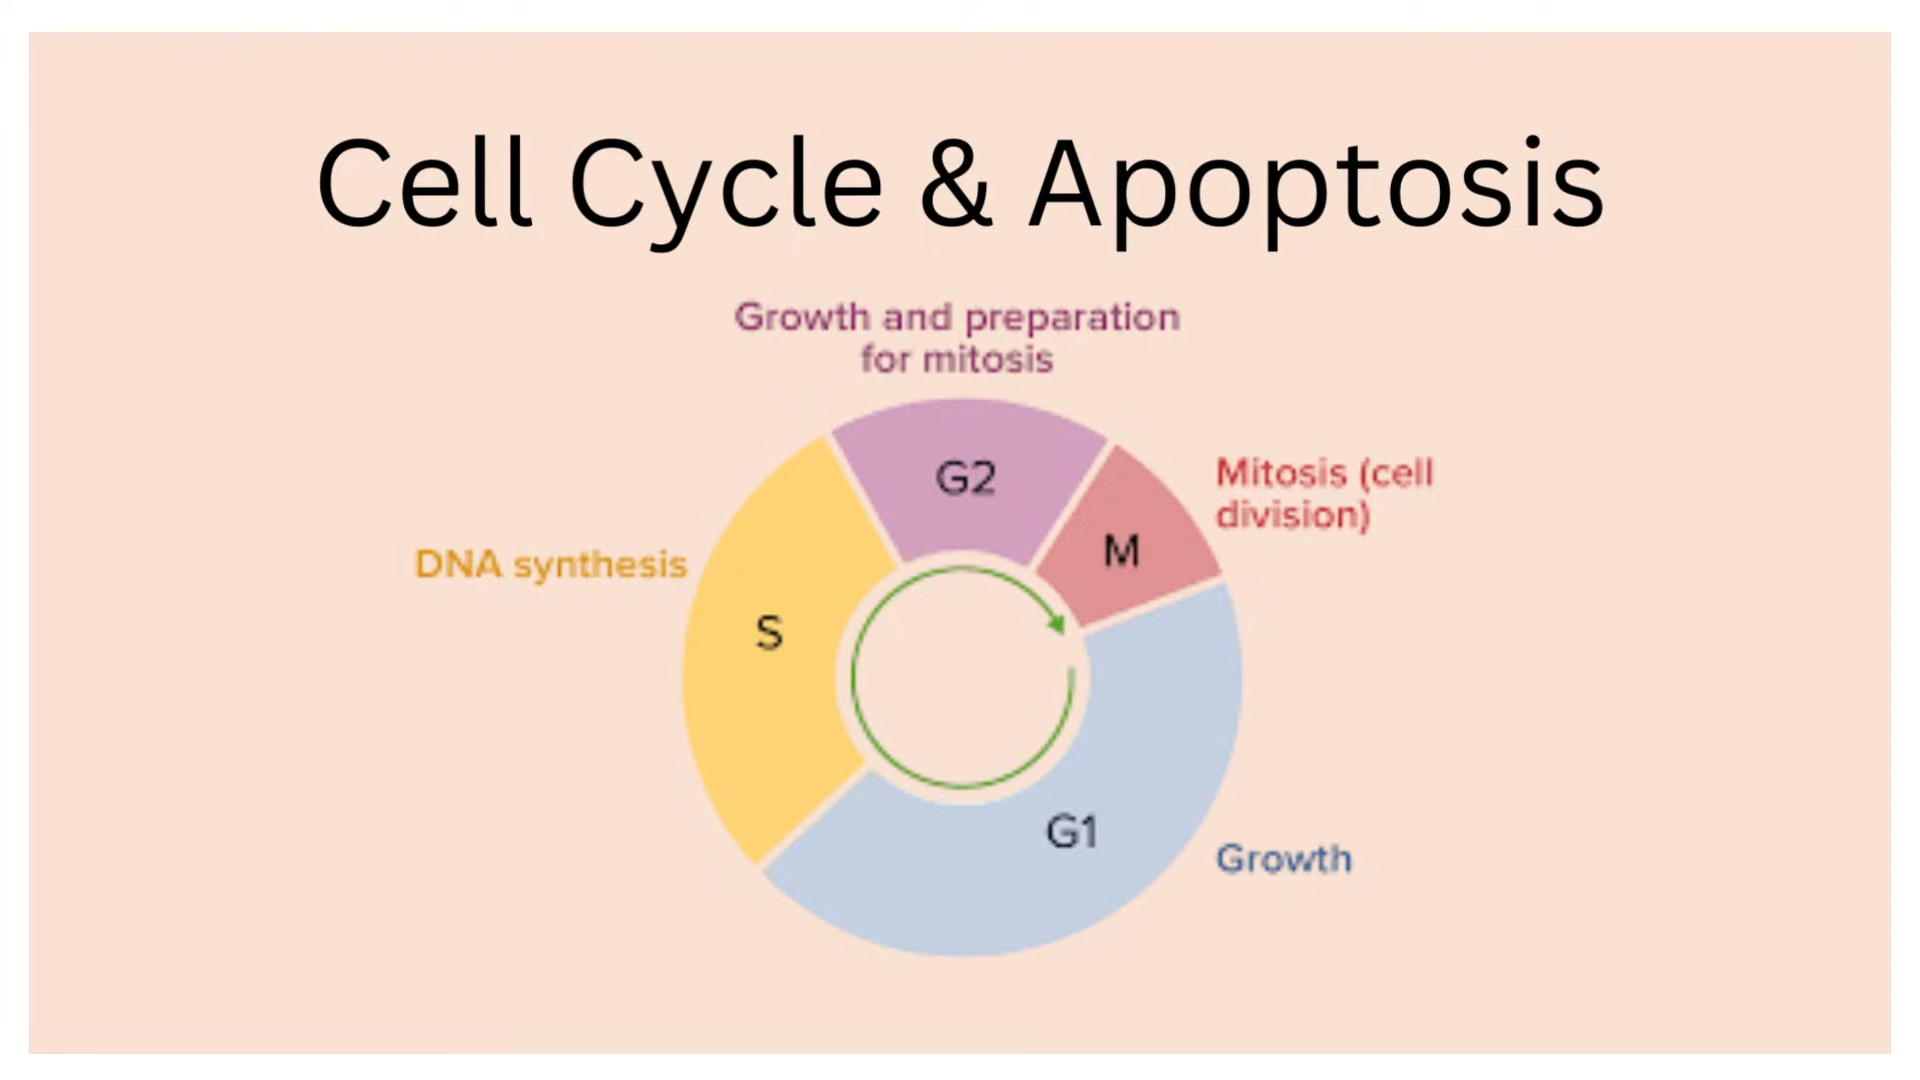 Cell Cycle & Apoptosis
Growth and preparation
for mitosis
G2
Mitosis (cell
division)
M
DNA synthesis
S
G1
Growth